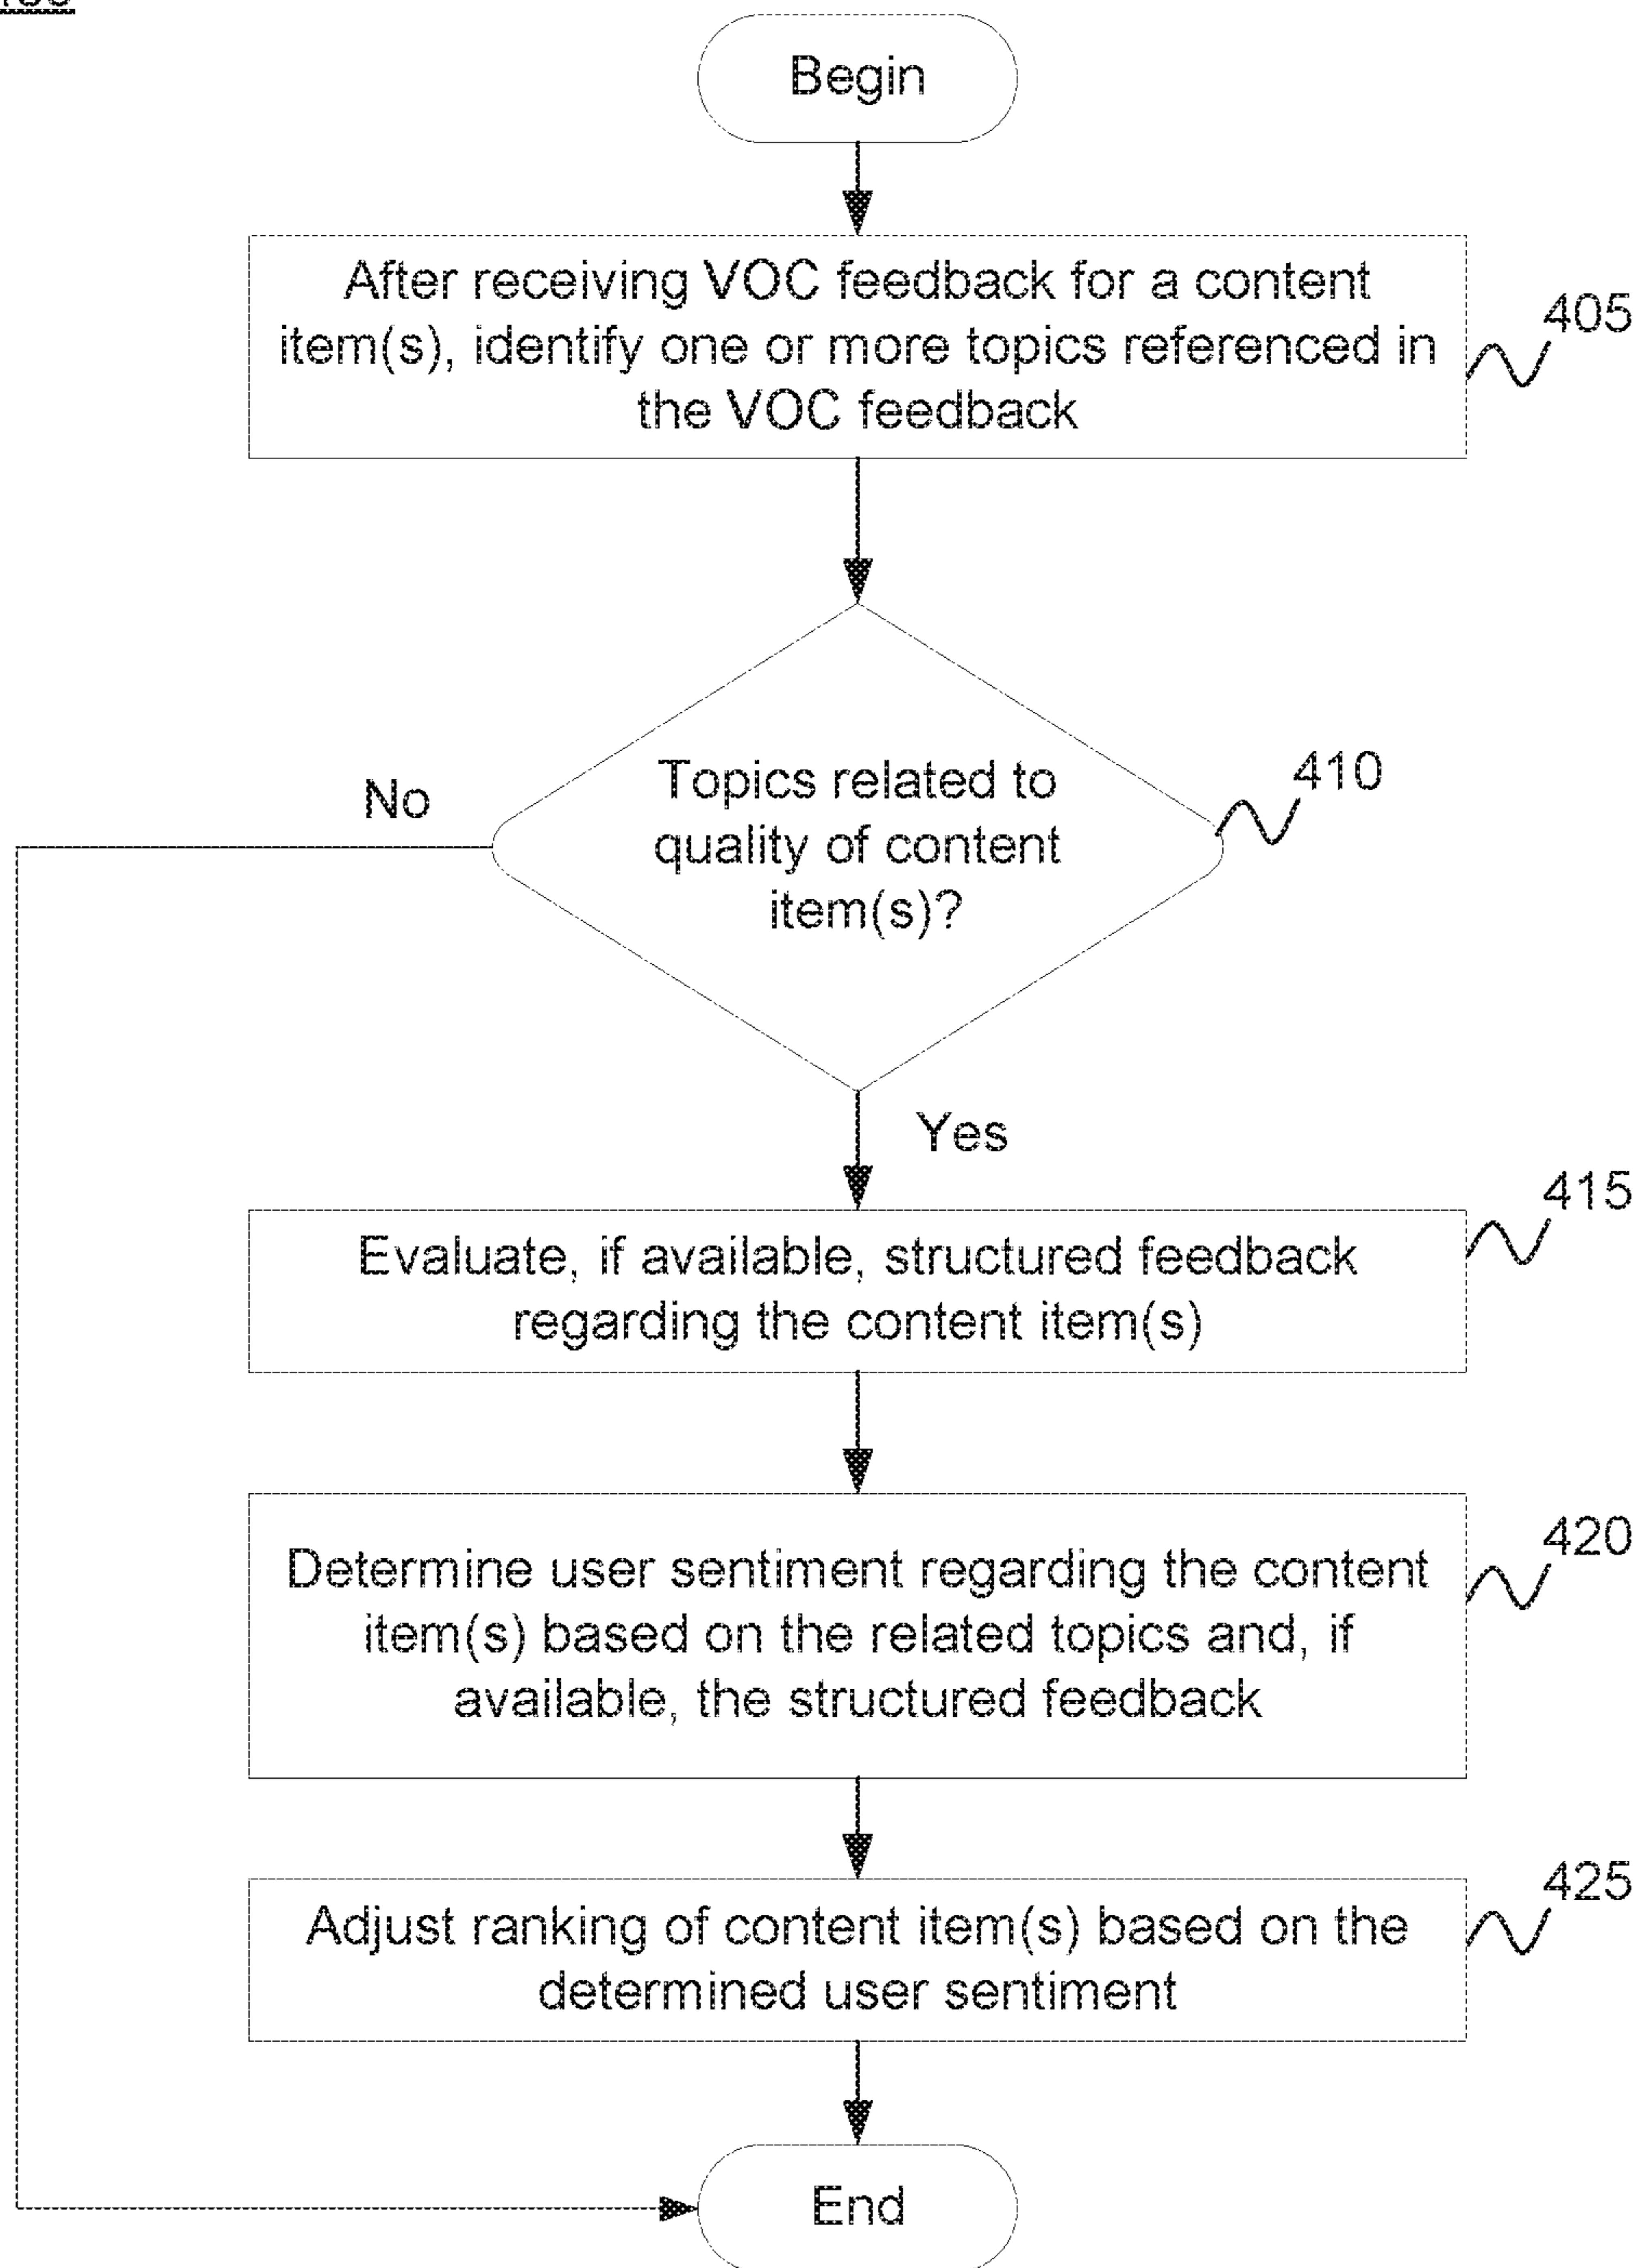 Begin
After receiving VOC feedback for a content
item(s), identify one or more topics referenced in
the VOC feedback
405
Topics related to
quality of content
item(s)?
410
No
Yes
Evaluate, if available, structured feedback
regarding the content item(s)
415
Determine user sentiment regarding the content
item(s) based on the related topics and, if
available, the structured feedback
420
Adjust ranking of content item(s) based on the
determined user sentiment
425
End